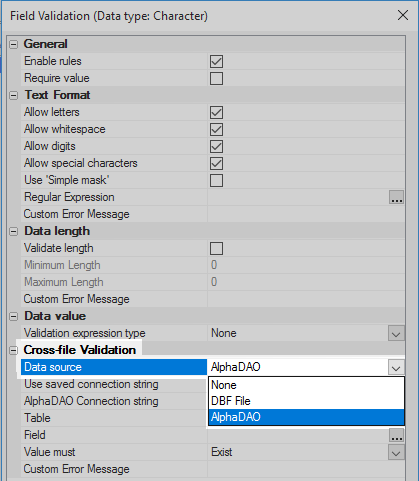 Field Validation (Data type: Character)
General
Enable rules
Require value
Text Format
Allow letters
Allow whitespace
Allow digits
Allow special characters
Use 'Simple mask'
Regular Expression ...
Custom Error Message
Data length
Validate length
Minimum Length 0
Maximum Length 0
Custom Error Message
Data value
Validation expression type None
Cross-file Validation
Data source AlphaDAO
Use saved connection string None
AlphaDAO Connection string DBF File
Table AlphaDAO
Field ...
Value must Exist
Custom Error Message